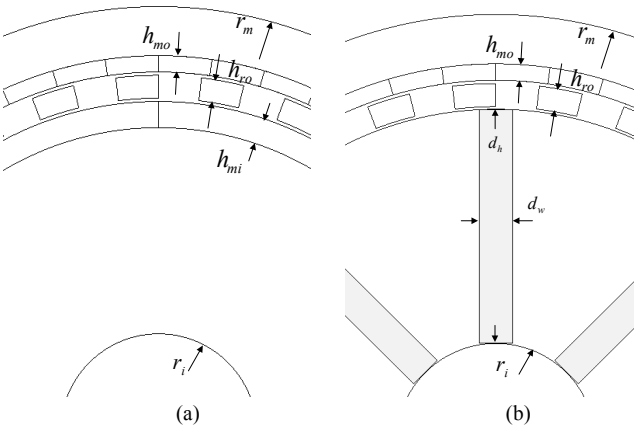 r_m
h_mo
h_ro
h_mi
r_i
(a)
r_m
h_mo
h_ro
d_h
d_w
r_i
(b)